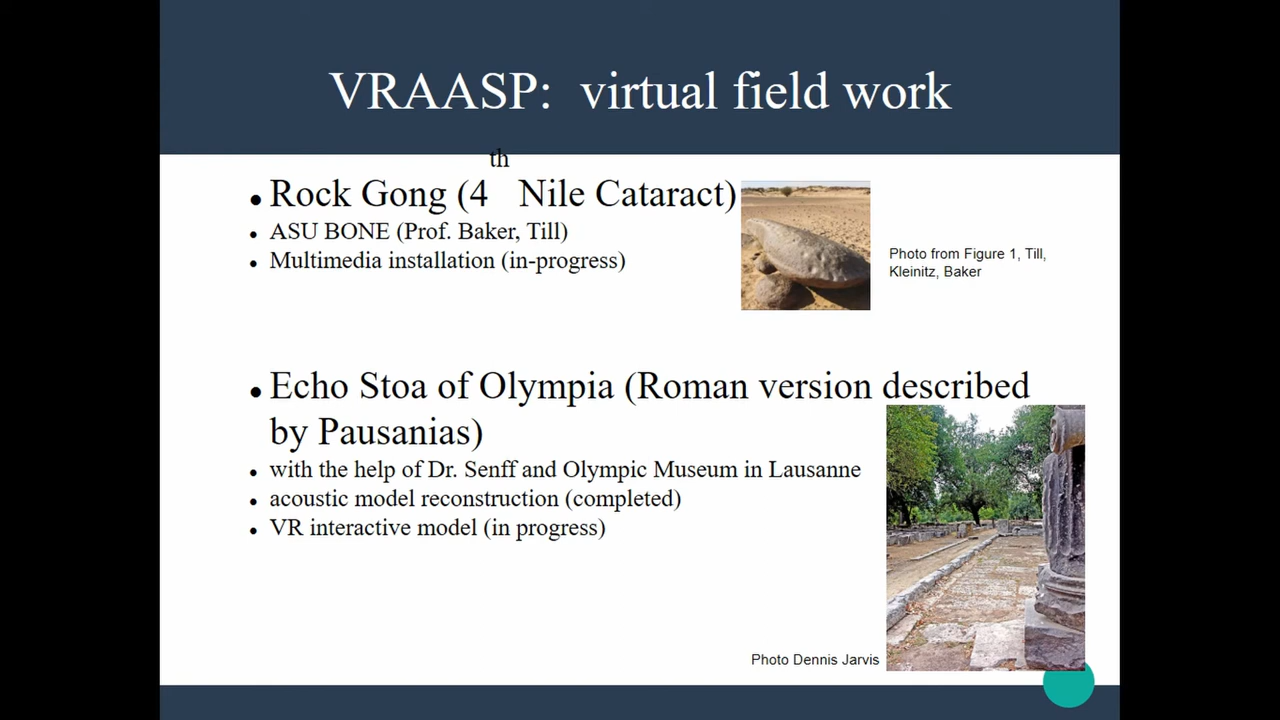 VRAASP: virtual field work
• Rock Gong (4th Nile Cataract)
• ASU BONE (Prof. Baker, Till)
• Multimedia installation (in-progress)
Photo from Figure 1, Till,
Kleinitz, Baker
• Echo Stoa of Olympia (Roman version described
by Pausanias)
• with the help of Dr. Senff and Olympic Museum in Lausanne
• acoustic model reconstruction (completed)
• VR interactive model (in progress)
Photo Dennis Jarvis